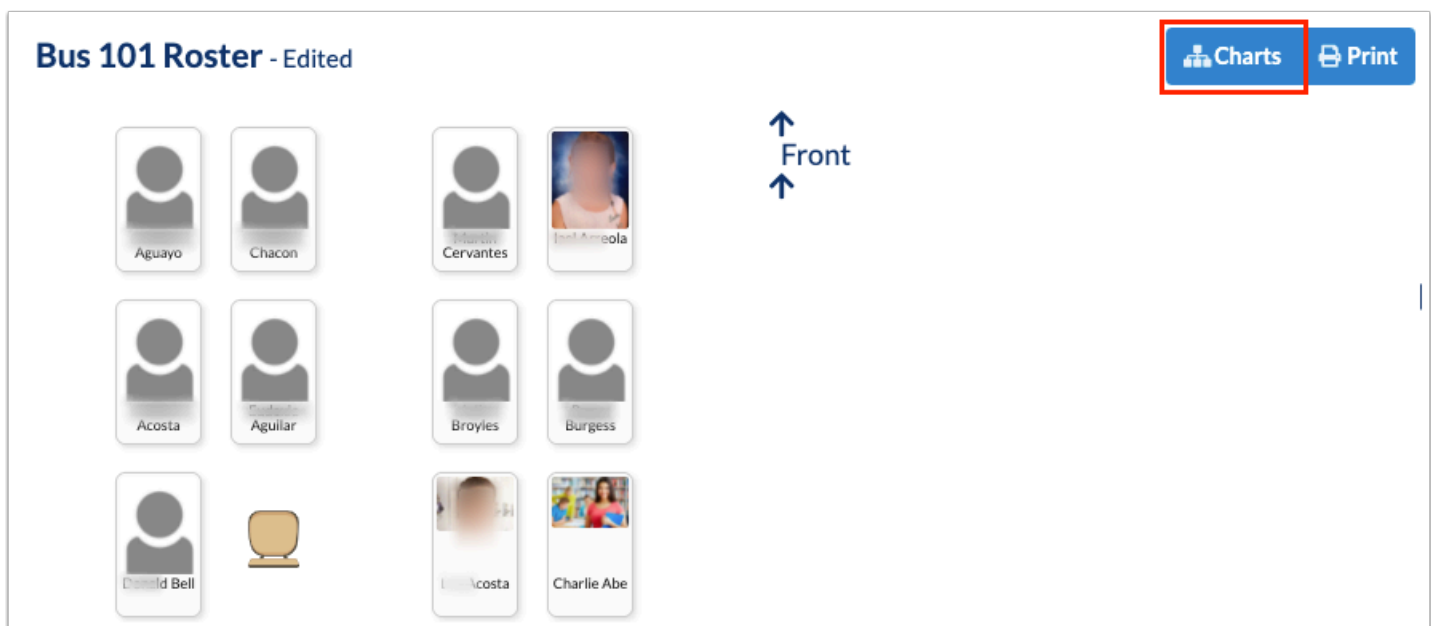 Bus 101 Roster - Edited
Charts
Print
Front
Aguayo
Chacon
Cervantes
Acosta
Aguilar
Broyles
Burgess
Bell
Acosta
Charlie Abe